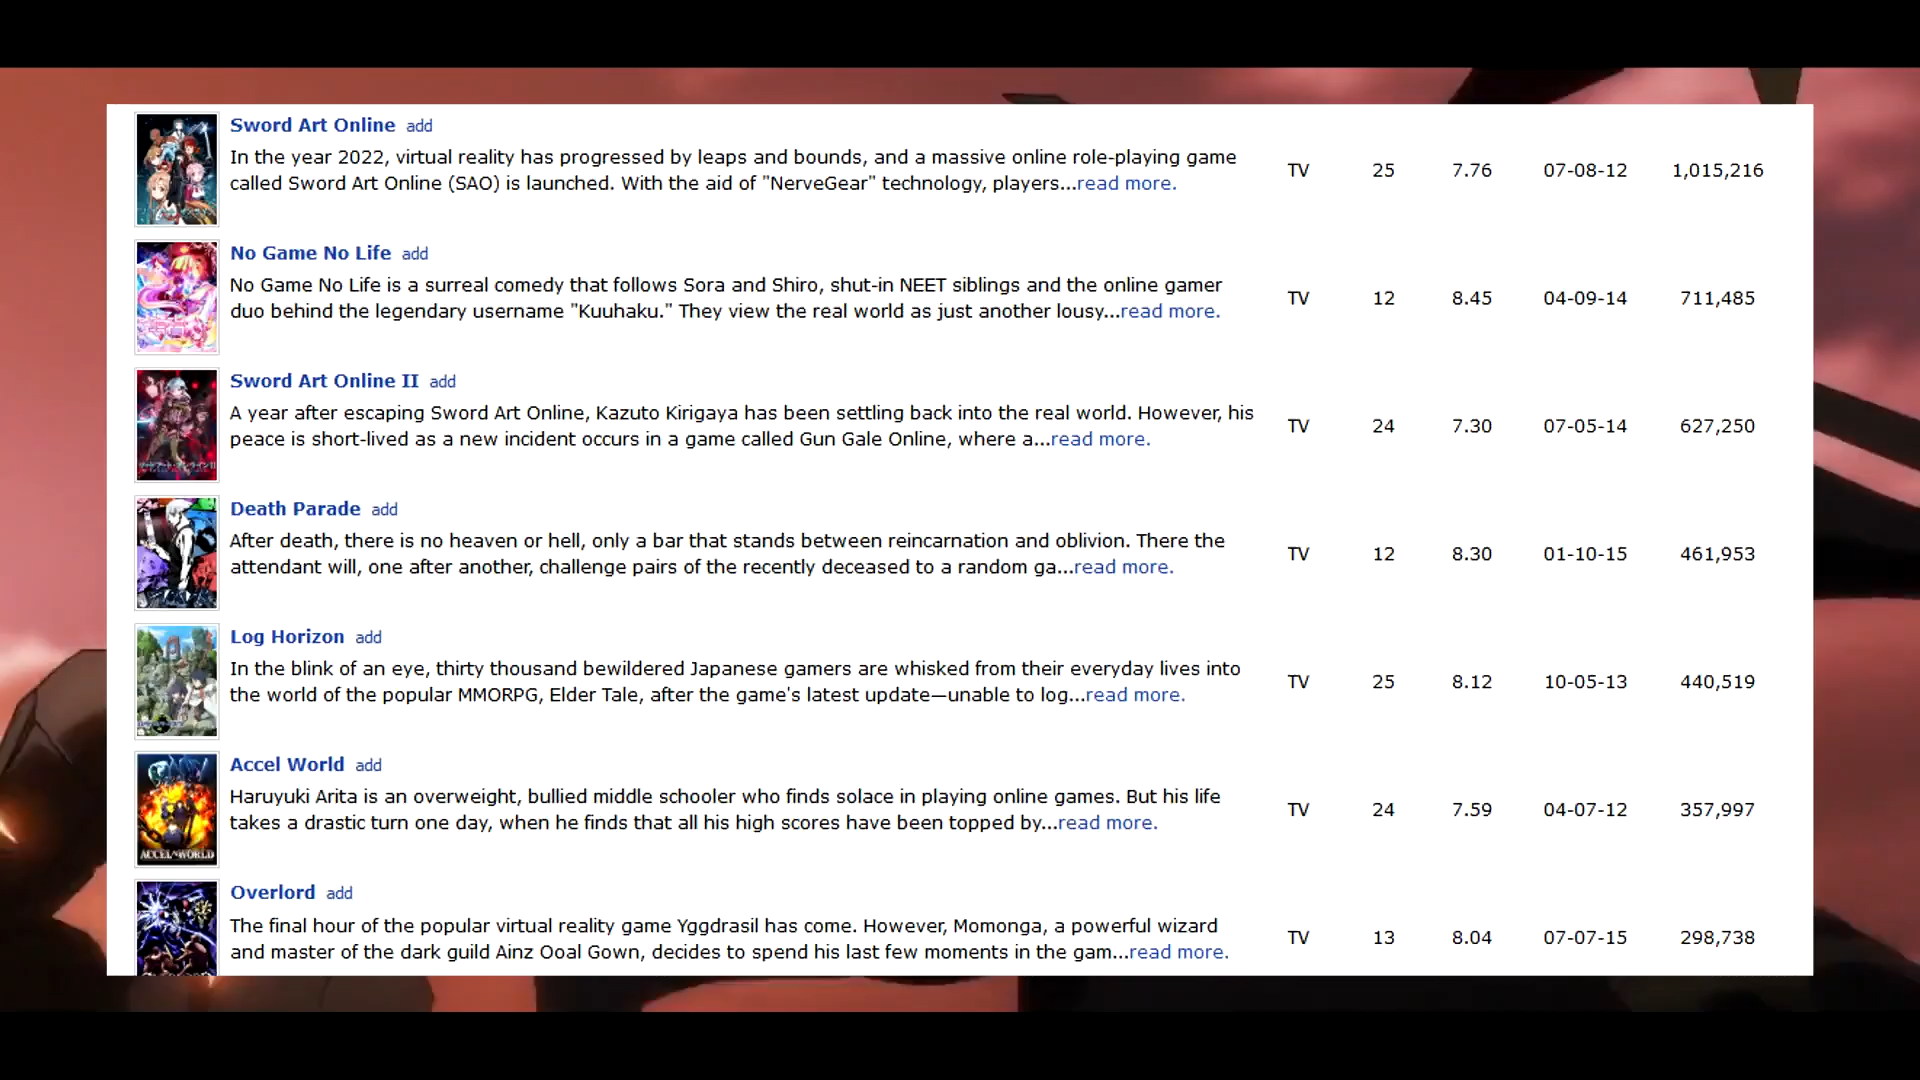 Sword Art Online add
In the year 2022, virtual reality has progressed by leaps and bounds, and a massive online role-playing game
called Sword Art Online (SAO) is launched. With the aid of "NerveGear" technology, players...read more.
TV 25 7.76 07-08-12 1,015,216
No Game No Life add
No Game No Life is a surreal comedy that follows Sora and Shiro, shut-in NEET siblings and the online gamer
duo behind the legendary username "Kuuhaku." They view the real world as just another lousy...read more.
TV 12 8.45 04-09-14 711,485
Sword Art Online II add
A year after escaping Sword Art Online, Kazuto Kirigaya has been settling back into the real world. However, his
peace is short-lived as a new incident occurs in a game called Gun Gale Online, where a...read more.
TV 24 7.30 07-05-14 627,250
Death Parade add
After death, there is no heaven or hell, only a bar that stands between reincarnation and oblivion. There the
attendant will, one after another, challenge pairs of the recently deceased to a random ga...read more.
TV 12 8.30 01-10-15 461,953
Log Horizon add
In the blink of an eye, thirty thousand bewildered Japanese gamers are whisked from their everyday lives into
the world of the popular MMORPG, Elder Tale, after the game's latest update—unable to log...read more.
TV 25 8.12 10-05-13 440,519
Accel World add
Haruyuki Arita is an overweight, bullied middle schooler who finds solace in playing online games. But his life
takes a drastic turn one day, when he finds that all his high scores have been topped by...read more.
TV 24 7.59 04-07-12 357,997
ACCEL WORLD
Overlord add
The final hour of the popular virtual reality game Yggdrasil has come. However, Momonga, a powerful wizard
and master of the dark guild Ainz Ooal Gown, decides to spend his last few moments in the gam...read more.
TV 13 8.04 07-07-15 298,738